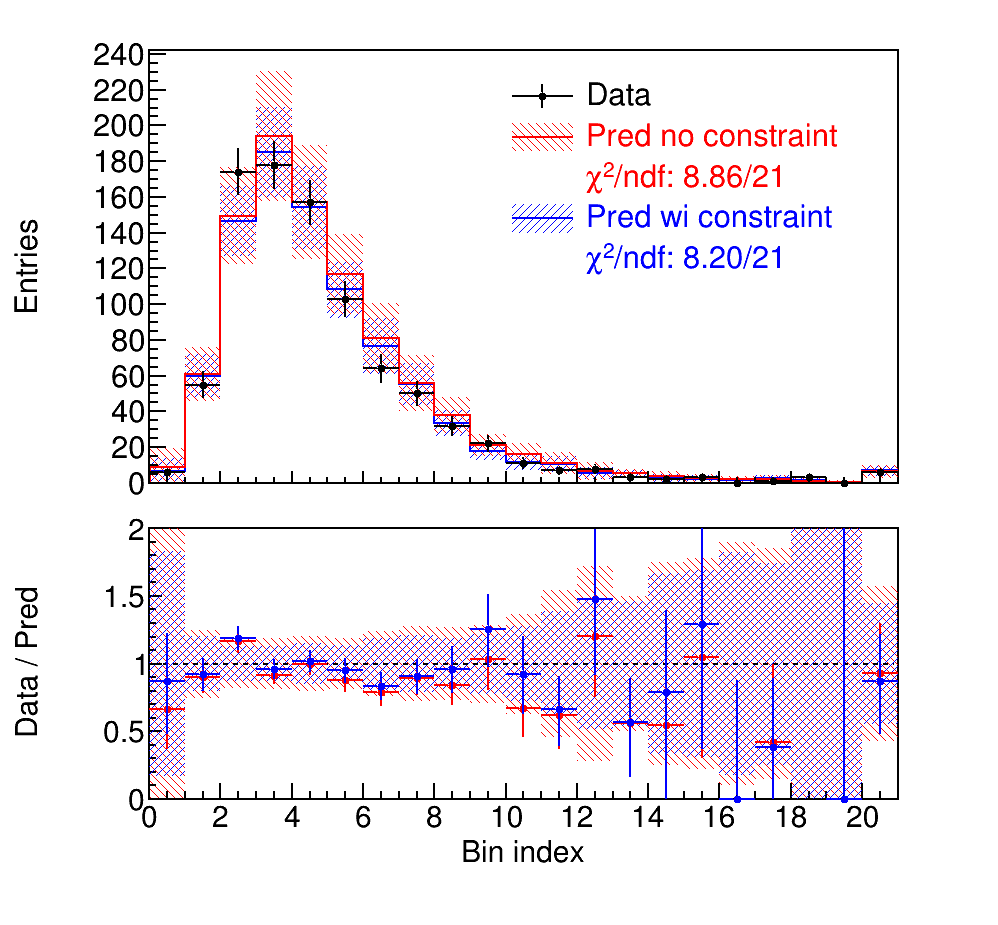 Entries
240
220
200
180
160
140
120
100
80
60
40
20
0
Data
Pred no constraint
χ²/ndf: 8.86/21
Pred wi constraint
χ²/ndf: 8.20/21
Data / Pred
2
1.5
1
0.5
0
0 2 4 6 8 10 12 14 16 18 20
Bin index